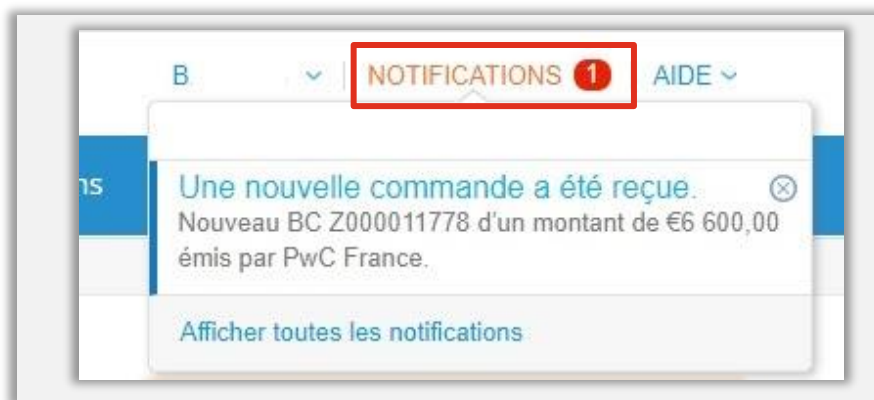 B NOTIFICATIONS 1 AIDE
ns
Une nouvelle commande a été reçue.
Nouveau BC Z000011778 d'un montant de €6 600,00
émis par PwC France.
Afficher toutes les notifications